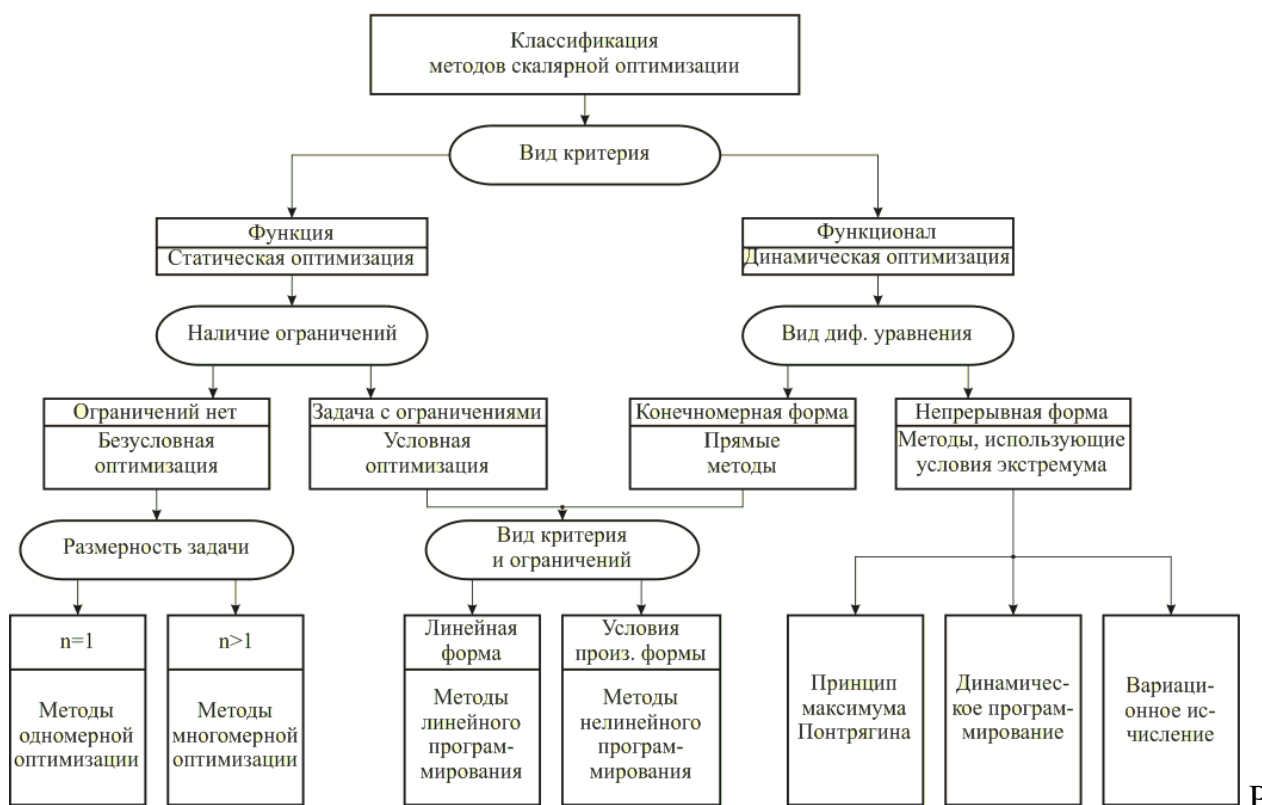 Классификация
методов скалярной оптимизации
Вид критерия
Функция
Статическая оптимизация
Функционал
Динамическая оптимизация
Наличие ограничений
Вид диф. уравнения
Ограничений нет
Безусловная
оптимизация
Задача с ограничениями
Условная
оптимизация
Конечномерная форма
Прямые
методы
Непрерывная форма
Методы, использующие
условия экстремума
Размерность задачи
Вид критерия
и ограничений
n=1
Методы
одномерной
оптимизации
n>1
Методы
многомерной
оптимизации
Линейная
форма
Методы
линейного
програм-
мирования
Условия
произ. формы
Методы
нелинейного
програм-
мирования
Принцип
максимума
Понтрягина
Динамичес-
кое програм-
мирование
Вариаци-
онное ис-
числение
Р